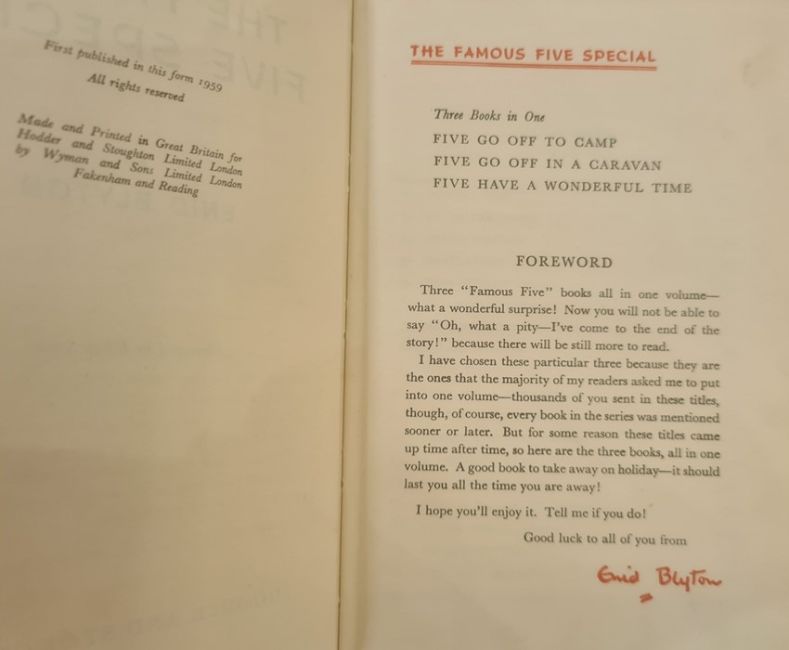 First published in this form 1959
All rights reserved
Made and Printed in Great Britain for
Hodder and Stoughton Limited London
by Wyman and Sons Limited London
Fakenham and Reading
THE FAMOUS FIVE SPECIAL
Three Books in One
FIVE GO OFF TO CAMP
FIVE GO OFF IN A CARAVAN
FIVE HAVE A WONDERFUL TIME
FOREWORD
Three "Famous Five" books all in one volume—
what a wonderful surprise! Now you will not be able to
say "Oh, what a pity—I've come to the end of the
story!" because there will be still more to read.
I have chosen these particular three because they are
the ones that the majority of my readers asked me to put
into one volume—thousands of you sent in these titles,
though, of course, every book in the series was mentioned
sooner or later. But for some reason these titles came
up time after time, so here are the three books, all in one
volume. A good book to take away on holiday—it should
last you all the time you are away!
I hope you'll enjoy it. Tell me if you do!
Good luck to all of you from
Enid Blyton